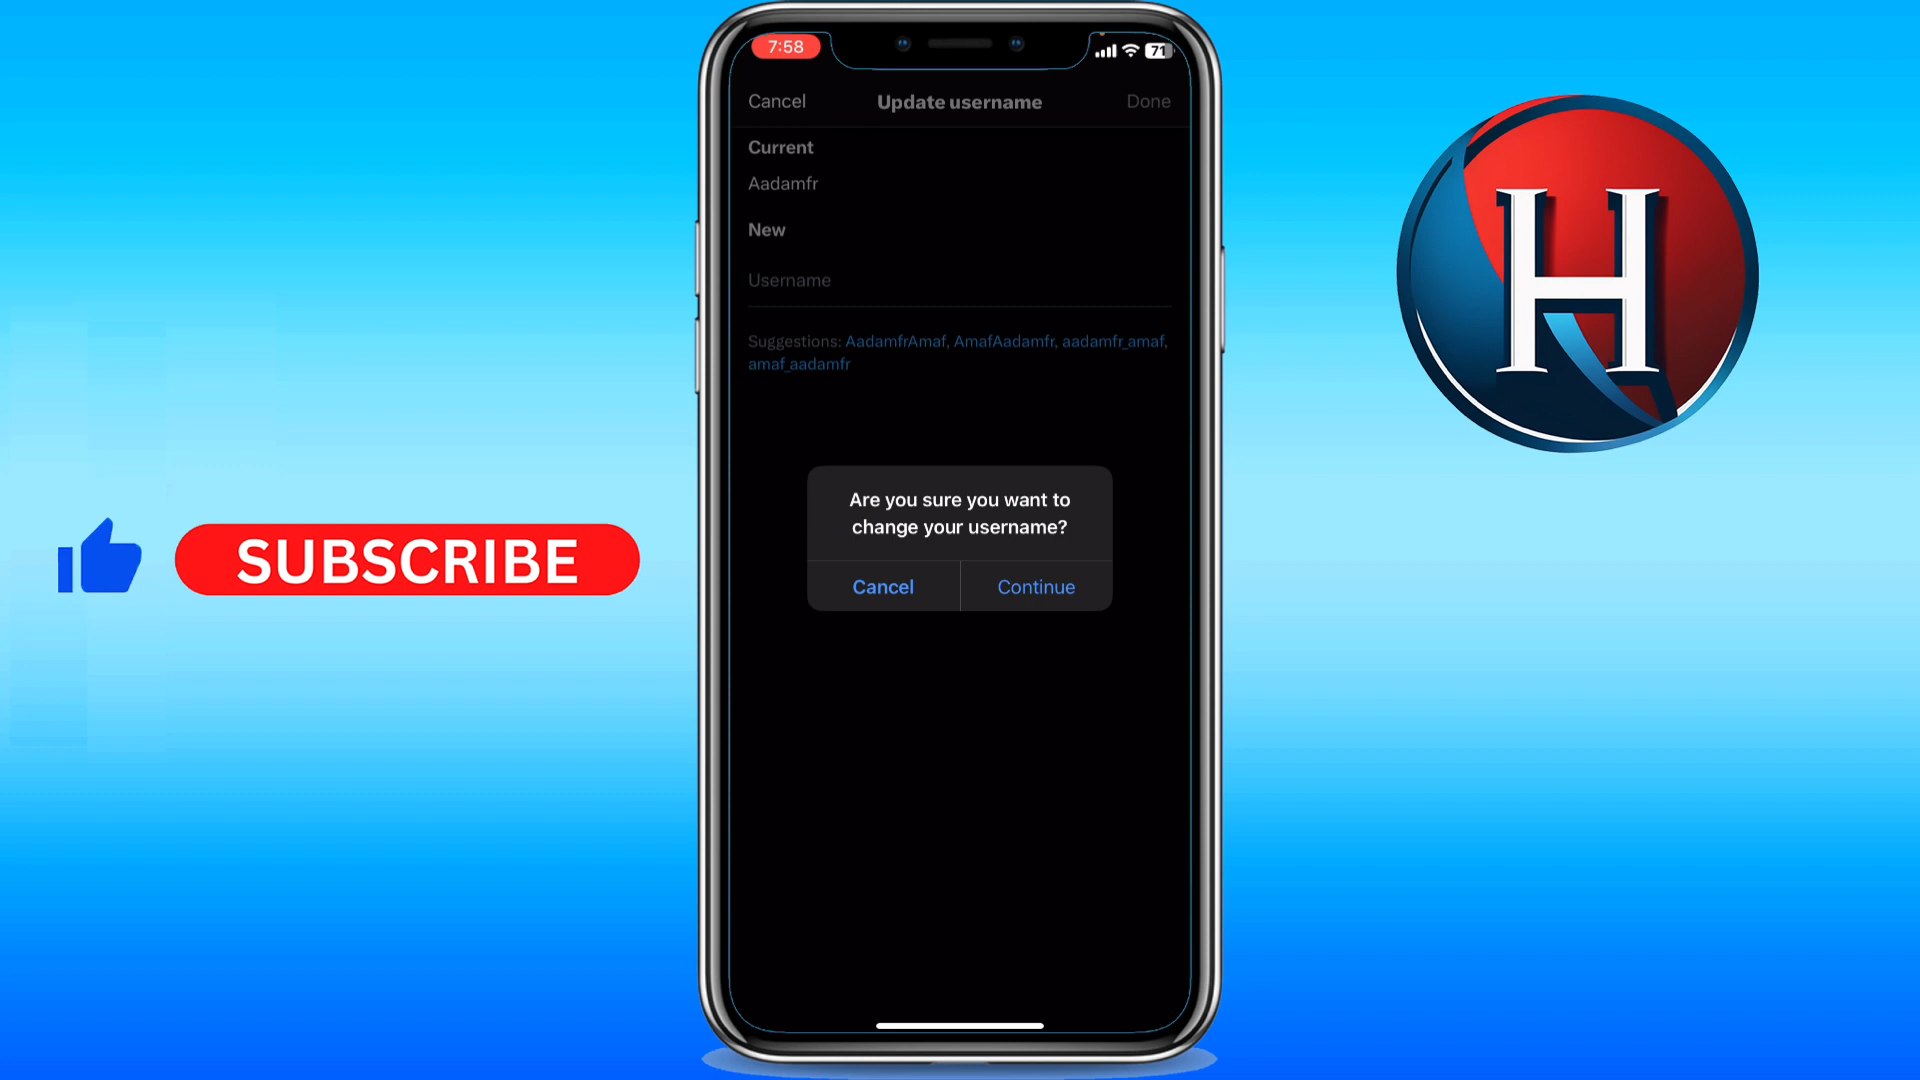 7:58
71
Cancel Update username Done
Current
Aadamfr
New
Username
Suggestions: AadamfrAmaf, AmafAadamfr, aadamfr_amaf,
amaf_aadamfr
Are you sure you want to
change your username?
Cancel Continue
SUBSCRIBE
H